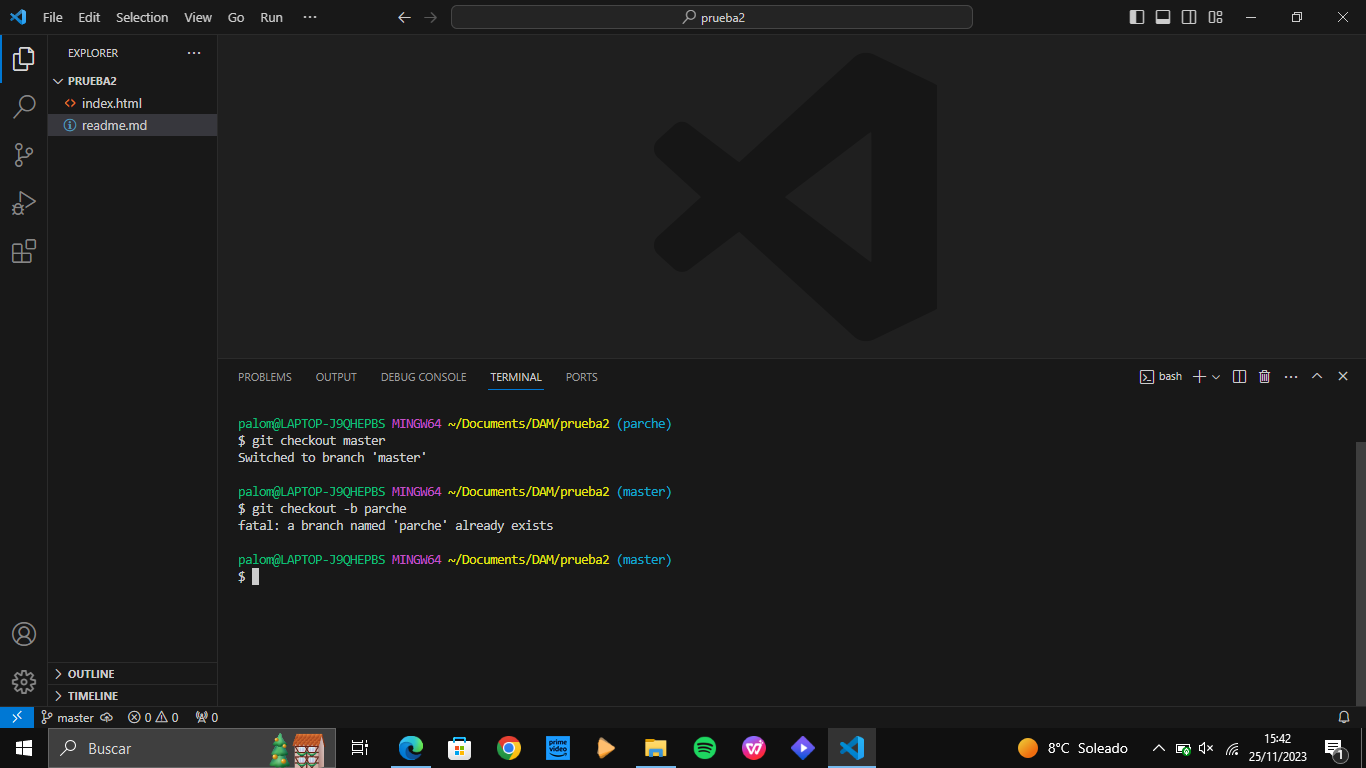 File Edit Selection View Go Run ···
prueba2
EXPLORER
PRUEBA2
index.html
readme.md
PROBLEMS OUTPUT DEBUG CONSOLE TERMINAL PORTS
bash
palom@LAPTOP-J9QHEPBS MINGW64 ~/Documents/DAM/prueba2 (parche)
$ git checkout master
Switched to branch 'master'
palom@LAPTOP-J9QHEPBS MINGW64 ~/Documents/DAM/prueba2 (master)
$ git checkout -b parche
fatal: a branch named 'parche' already exists
palom@LAPTOP-J9QHEPBS MINGW64 ~/Documents/DAM/prueba2 (master)
$
OUTLINE
TIMELINE
master 0 0 0
Buscar
prime video
8°C Soleado
15:42
25/11/2023
1